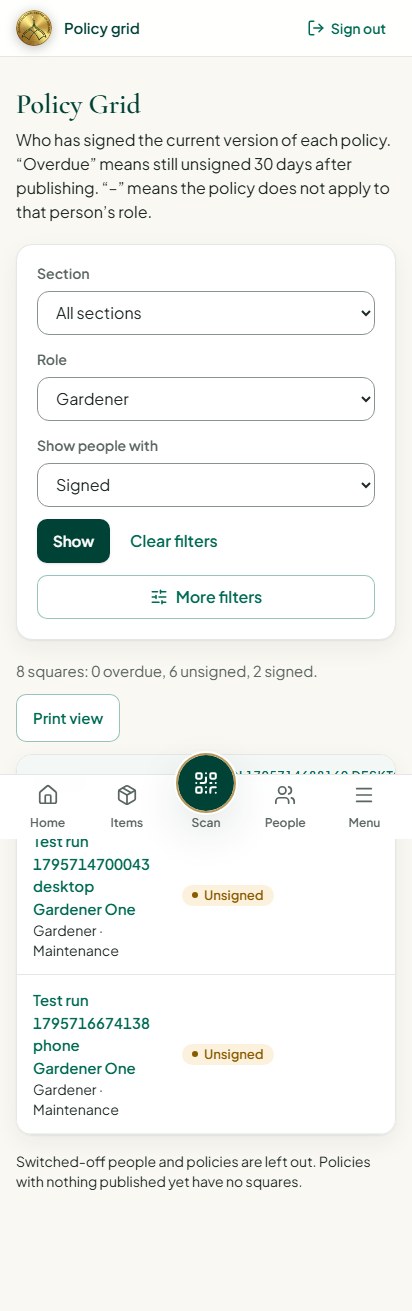 Policy grid
Sign out
Policy Grid
Who has signed the current version of each policy.
“Overdue” means still unsigned 30 days after
publishing. “–” means the policy does not apply to
that person’s role.
Section
All sections
Role
Gardener
Show people with
Signed
Show
Clear filters
More filters
8 squares: 0 overdue, 6 unsigned, 2 signed.
Print view
Home
Items
Scan
People
Menu
Test run
1795714700043
desktop
Gardener One
Gardener ·
Maintenance
Unsigned
Test run
1795716674138
phone
Gardener One
Gardener ·
Maintenance
Unsigned
Switched-off people and policies are left out. Policies
with nothing published yet have no squares.